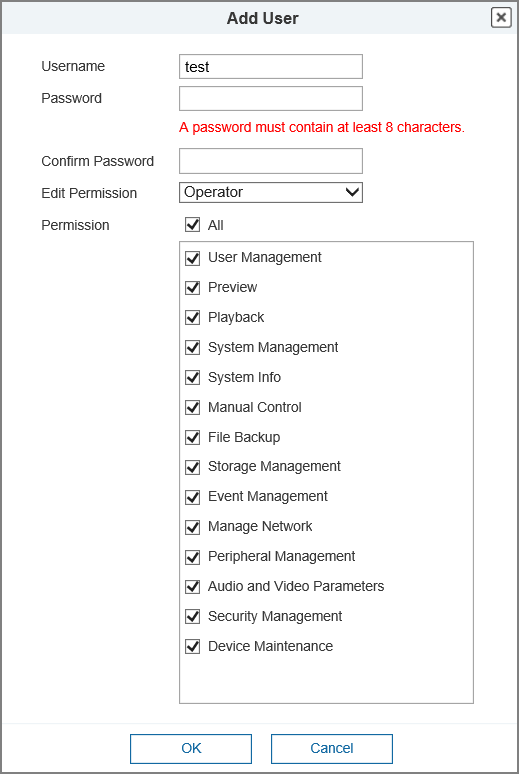 Add User
Username
test
Password
A password must contain at least 8 characters.
Confirm Password
Edit Permission
Operator
Permission
All
User Management
Preview
Playback
System Management
System Info
Manual Control
File Backup
Storage Management
Event Management
Manage Network
Peripheral Management
Audio and Video Parameters
Security Management
Device Maintenance
OK
Cancel